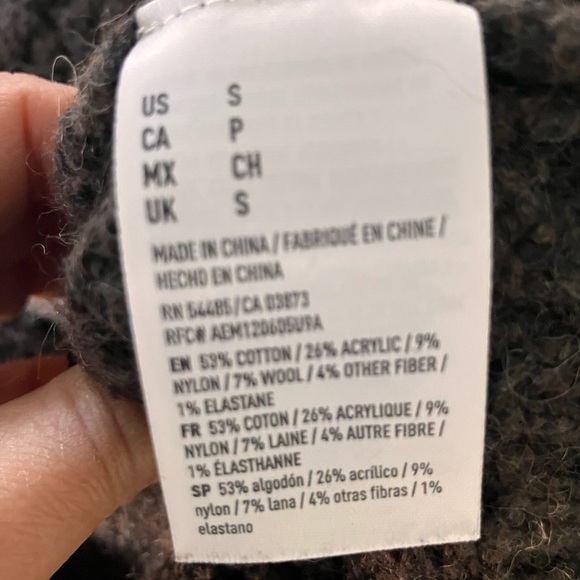 US S
CA P
MX CH
UK S
MADE IN CHINA / FABRIQUÉ EN CHINE /
HECHO EN CHINA
RN 54485/CA 03873
RFC# AEM120605U9A
EN 53% COTTON / 26% ACRYLIC / 9%
NYLON / 7% WOOL / 4% OTHER FIBER /
1% ELASTANE
FR 53% COTON / 26% ACRYLIQUE / 9%
NYLON / 7% LAINE / 4% AUTRE FIBRE /
1% ÉLASTHANNE
SP 53% algodón / 26% acrílico / 9%
nylon / 7% lana / 4% otras fibras / 1%
elastano